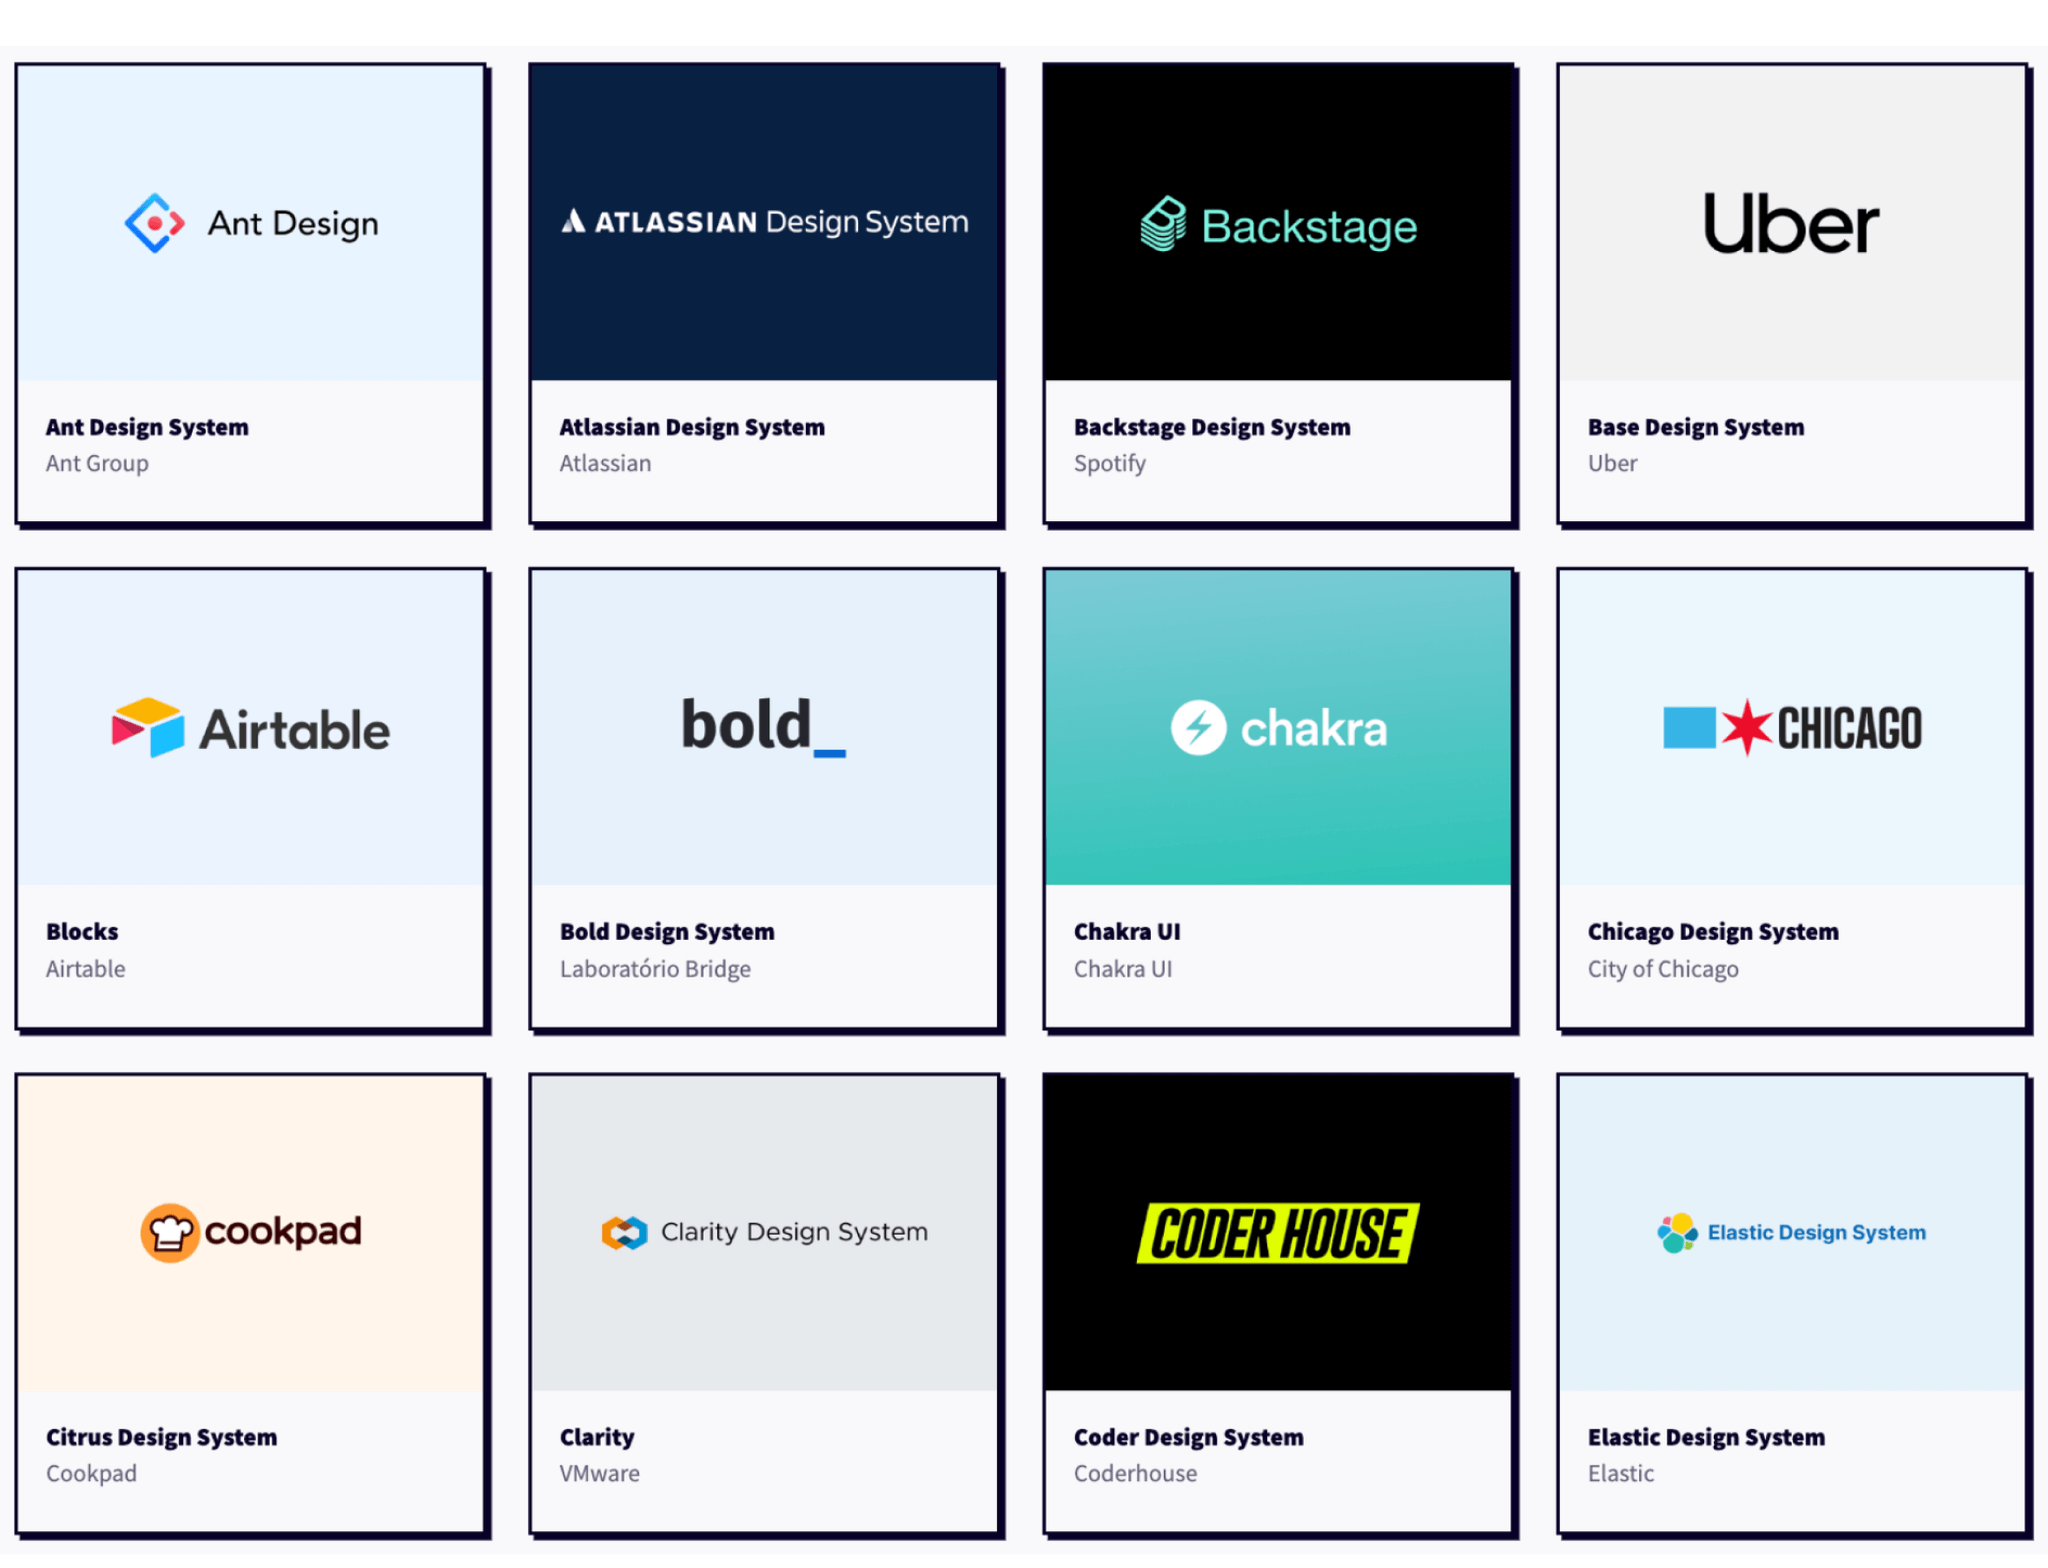 Ant Design
Ant Design System
Ant Group
ATLASSIAN Design System
Atlassian Design System
Atlassian
Backstage
Backstage Design System
Spotify
Uber
Base Design System
Uber
Airtable
Blocks
Airtable
bold_
Bold Design System
Laboratório Bridge
chakra
Chakra UI
Chakra UI
CHICAGO
Chicago Design System
City of Chicago
cookpad
Citrus Design System
Cookpad
Clarity Design System
Clarity
VMware
CODER HOUSE
Coder Design System
Coderhouse
Elastic Design System
Elastic Design System
Elastic